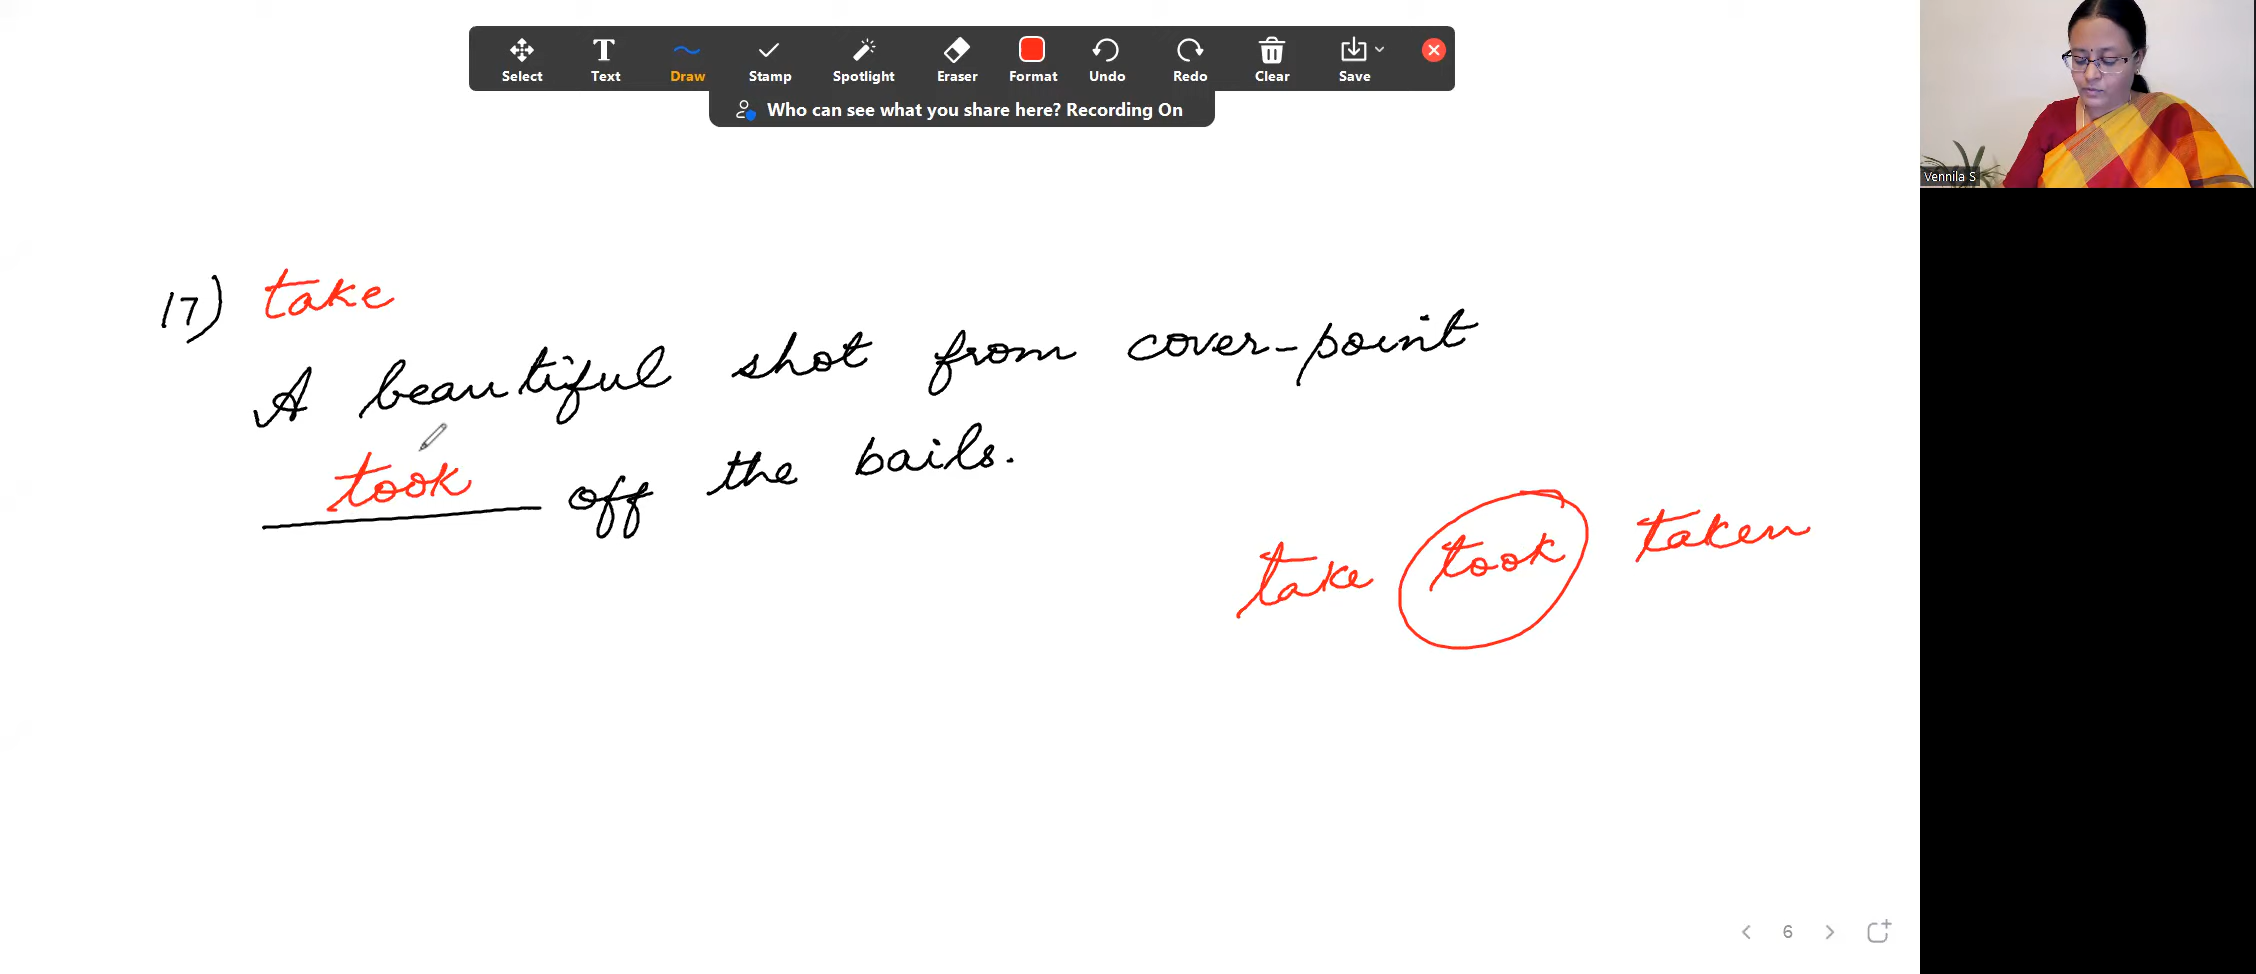 Select Text Draw Stamp Spotlight Eraser Format Undo Redo Clear Save
Who can see what you share here? Recording On
Vennila S
17) take
A beautiful shot from cover-point
took off the bails.
take took taken
6